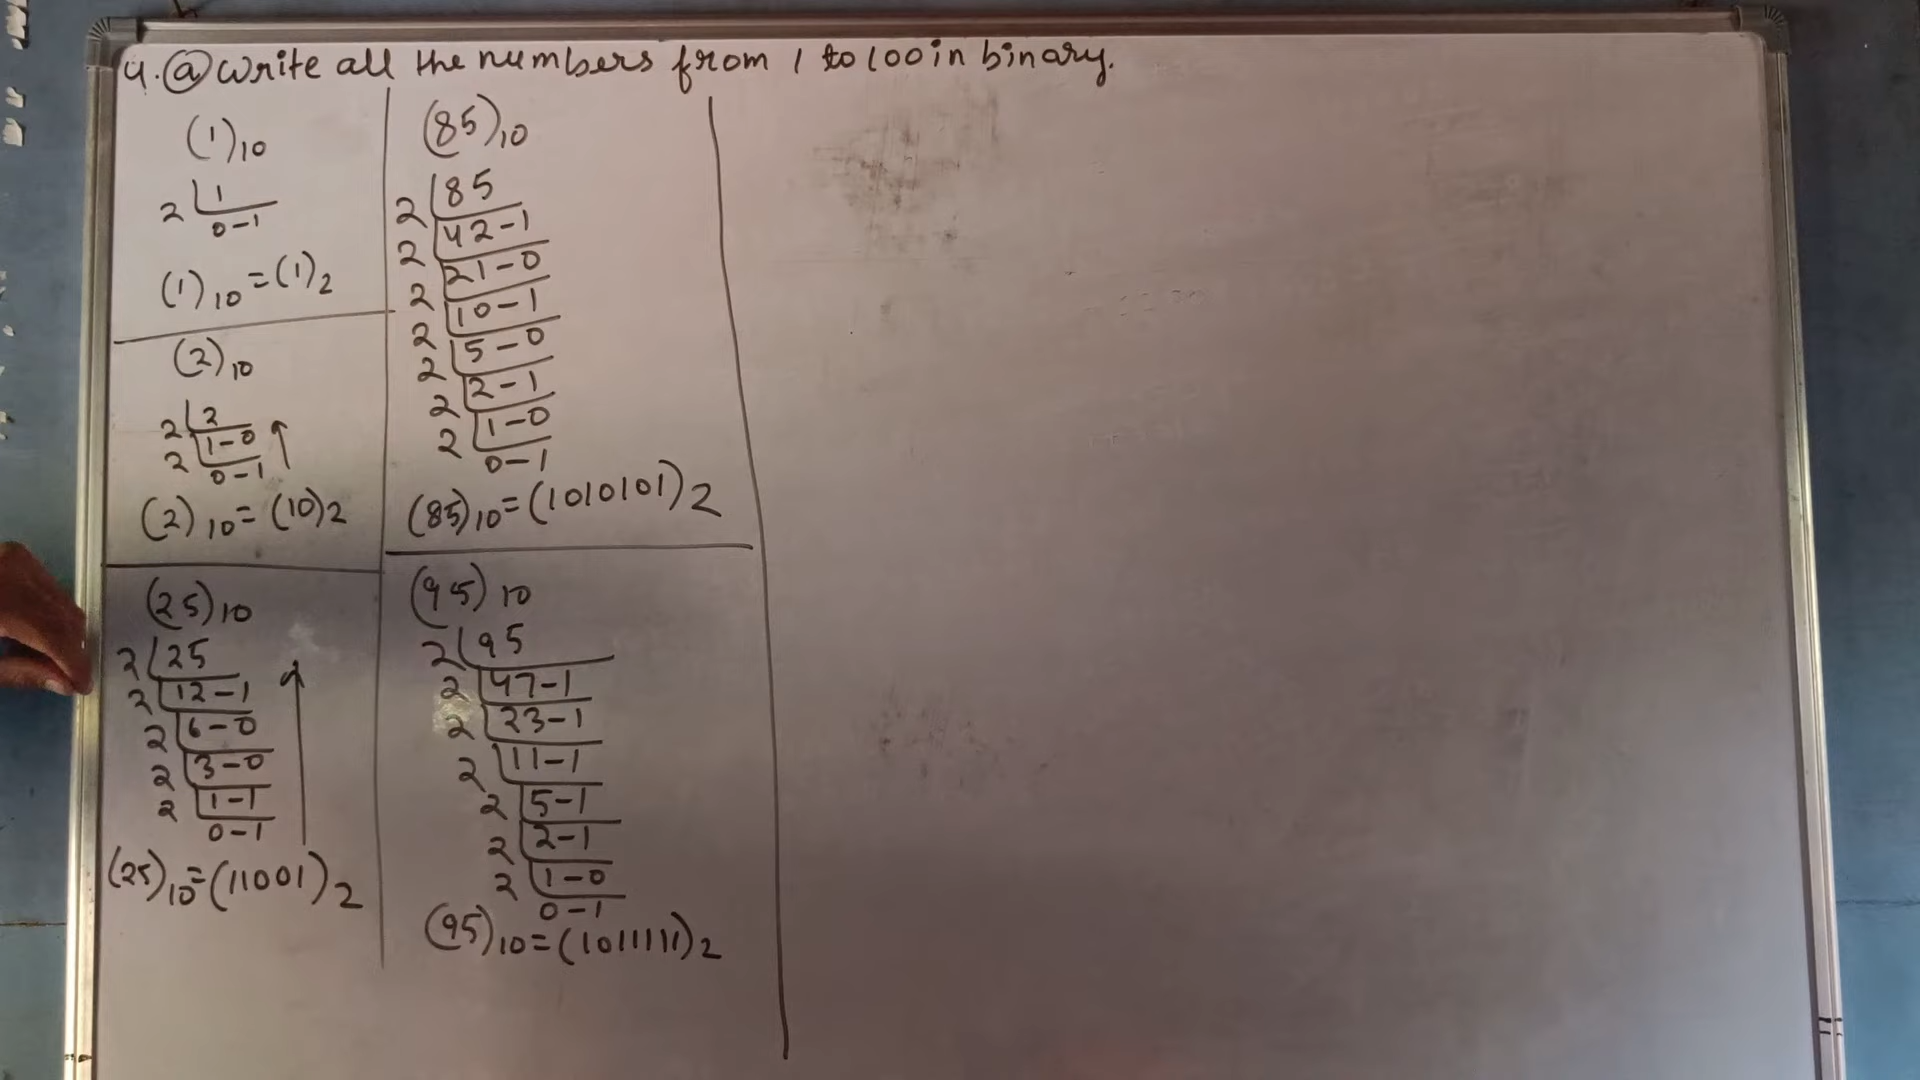 4. (a) Write all the numbers from 1 to 100 in binary.
(1)10
2 | 1
0-1
(1)10 = (1)2
(2)10
2 | 2
2 | 1-0
0-1
(2)10 = (10)2
(25)10
2 | 25
2 | 12-1
2 | 6-0
2 | 3-0
2 | 1-1
0-1
(25)10 = (11001)2
(85)10
2 | 85
2 | 42-1
2 | 21-0
2 | 10-1
2 | 5-0
2 | 2-1
2 | 1-0
0-1
(85)10 = (1010101)2
(95)10
2 | 95
2 | 47-1
2 | 23-1
2 | 11-1
2 | 5-1
2 | 2-1
2 | 1-0
0-1
(95)10 = (1011111)2